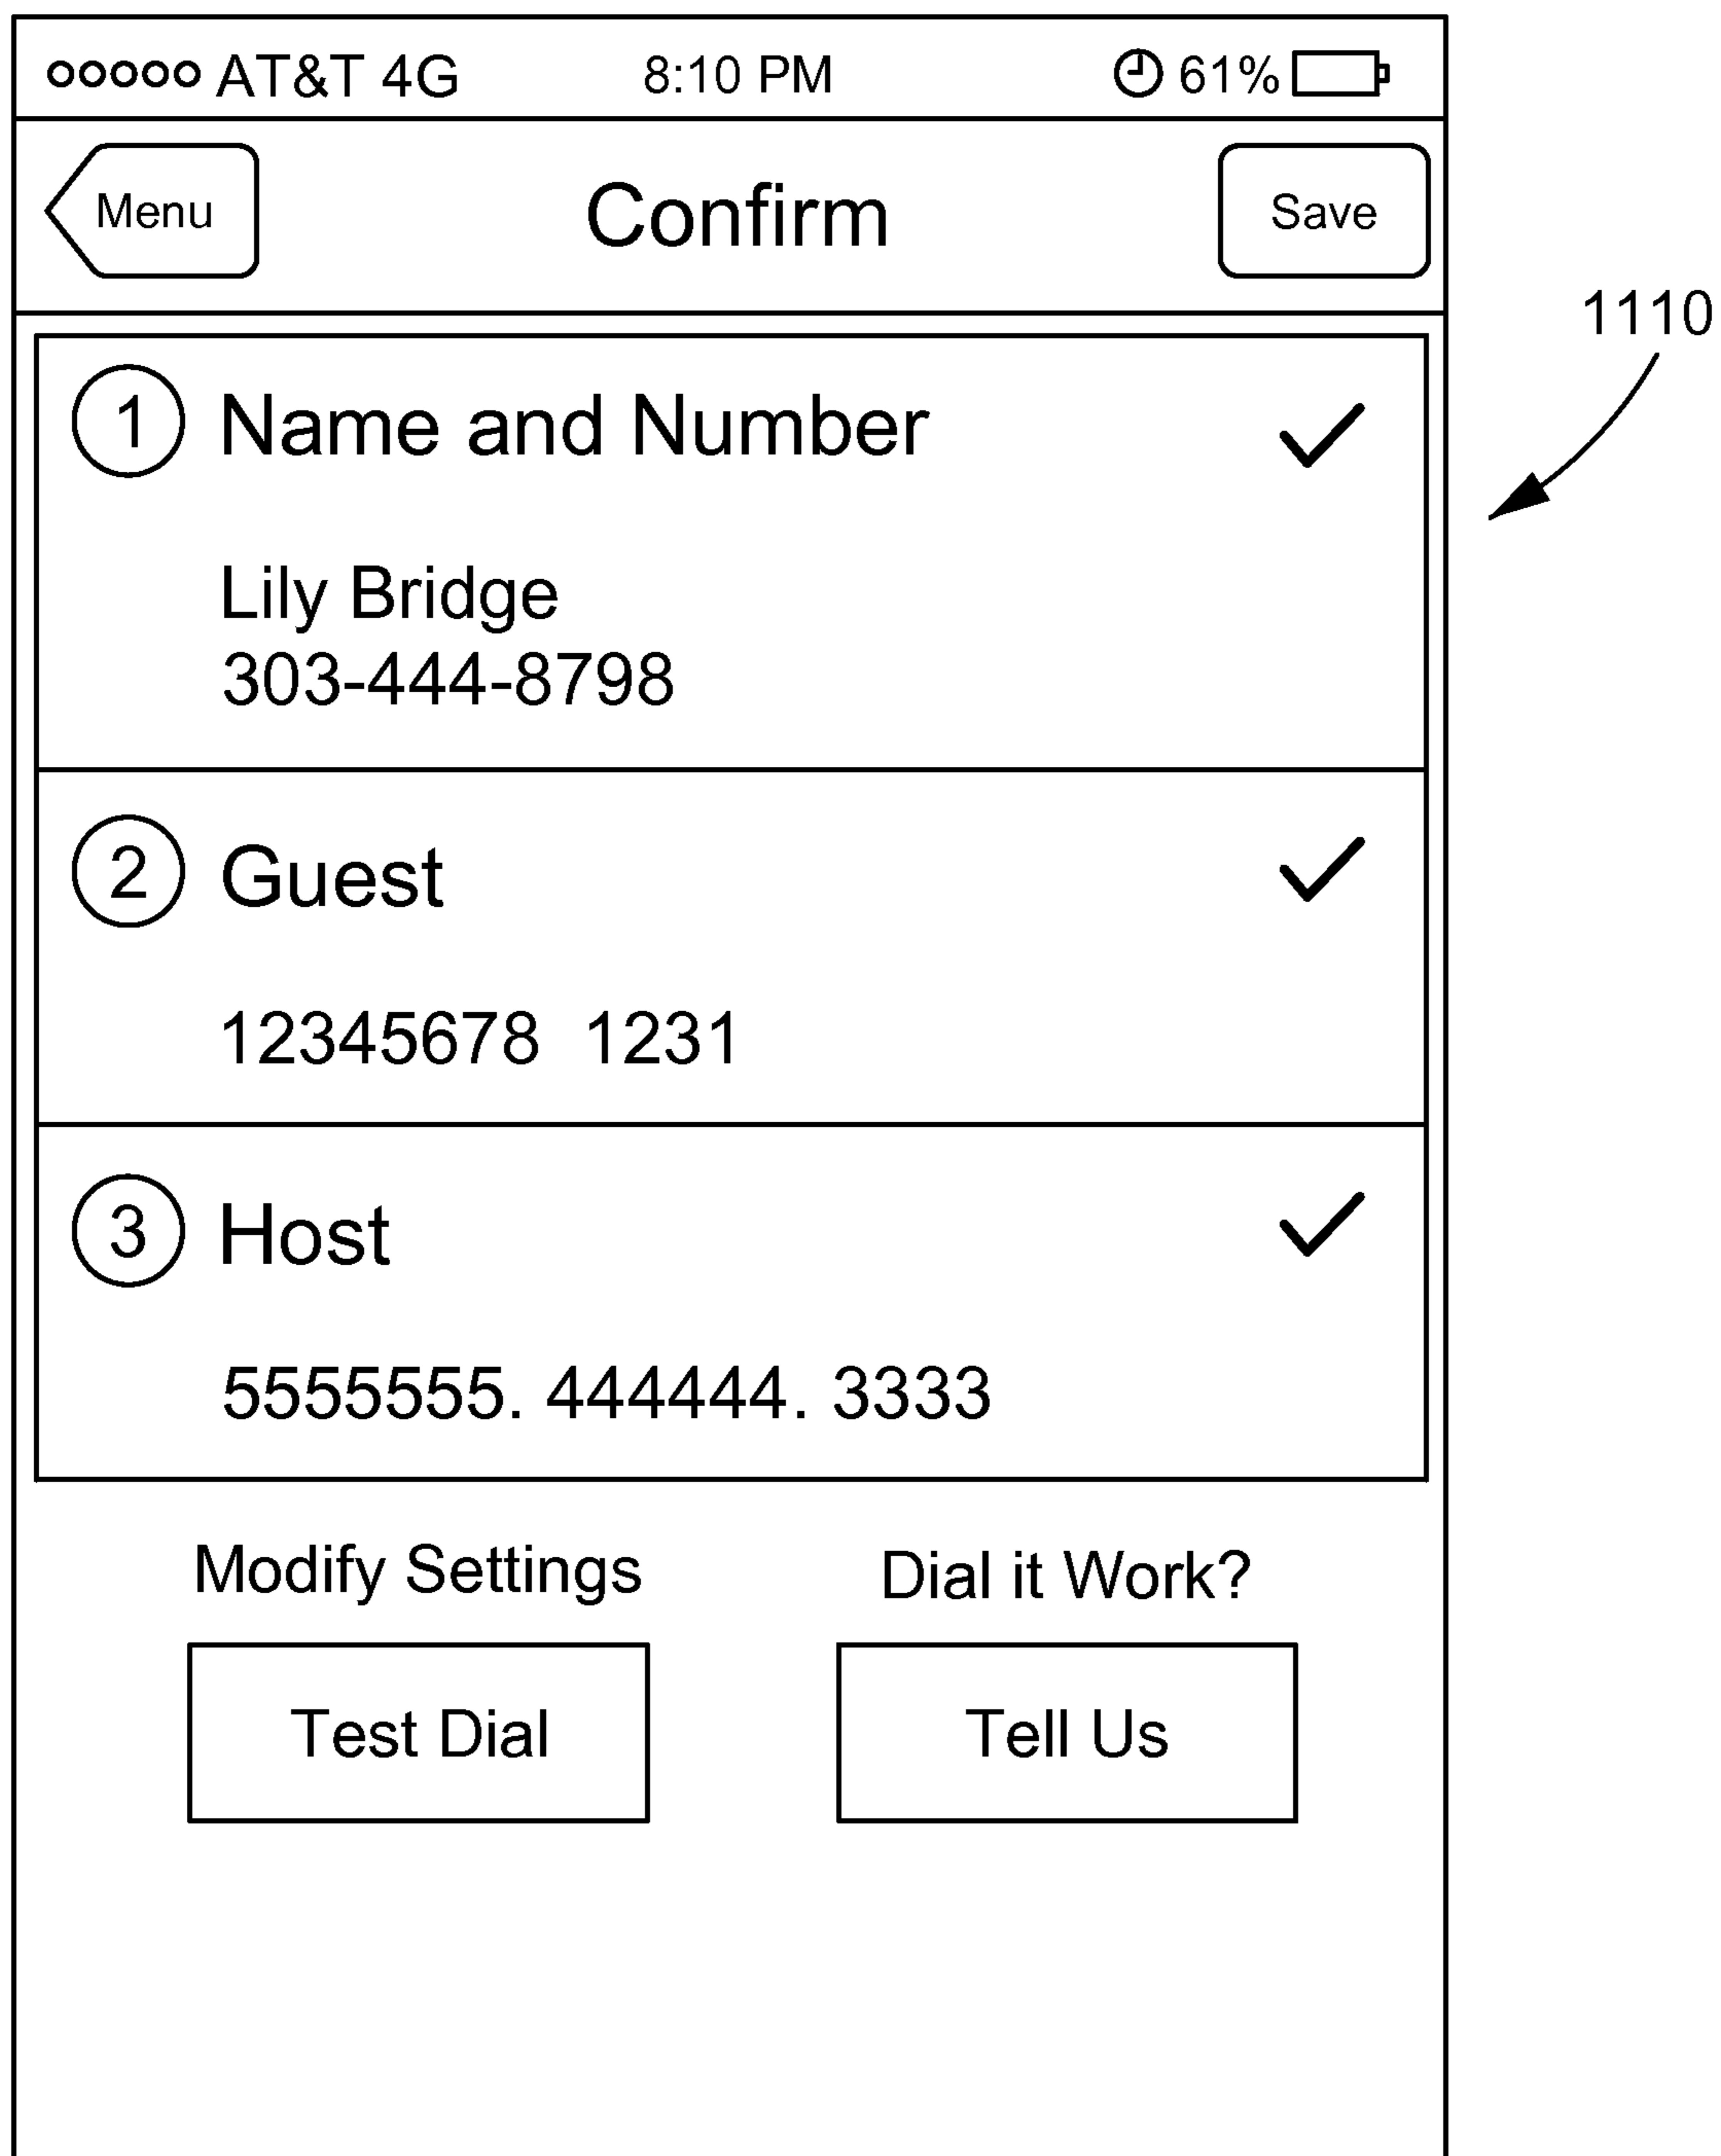 AT&T 4G 8:10 PM 61%
Menu Confirm Save
1110
1 Name and Number
Lily Bridge
303-444-8798
2 Guest
12345678 1231
3 Host
5555555. 444444. 3333
Modify Settings Dial it Work?
Test Dial Tell Us